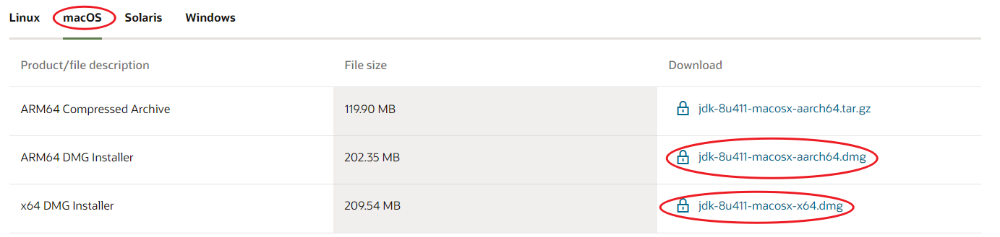 Linux macOS Solaris Windows
Product/file description File size Download
ARM64 Compressed Archive 119.90 MB jdk-8u411-macosx-aarch64.tar.gz
ARM64 DMG Installer 202.35 MB jdk-8u411-macosx-aarch64.dmg
x64 DMG Installer 209.54 MB jdk-8u411-macosx-x64.dmg